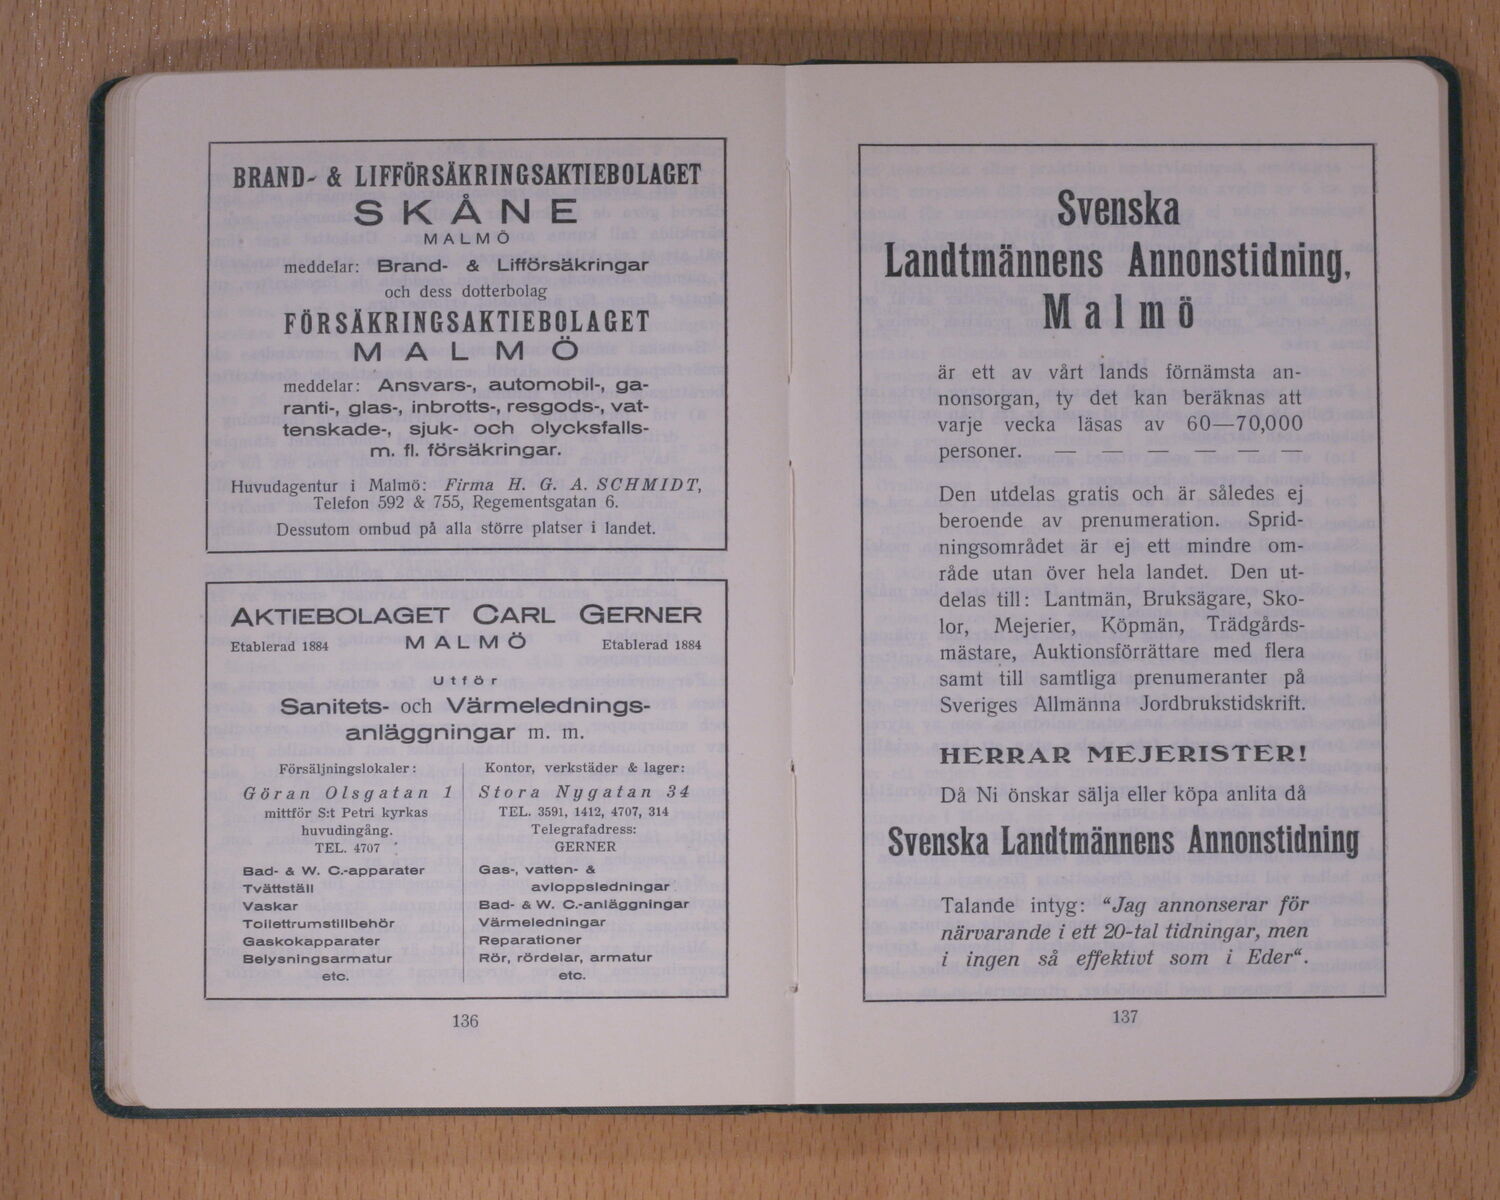 BRAND- & LIFFÖRSÄKRINGSAKTIEBOLAGET
SKÅNE
MALMÖ
meddelar: Brand- & Lifförsäkringar
och dess dotterbolag
FÖRSÄKRINGSAKTIEBOLAGET
MALMÖ
meddelar: Ansvars-, automobil-, ga-
ranti-, glas-, inbrotts-, resgods-, vat-
tenskade-, sjuk- och olycksfalls-
m. fl. försäkringar.
Huvudagentur i Malmö: Firma H. G. A. SCHMIDT,
Telefon 592 & 755, Regementsgatan 6.
Dessutom ombud på alla större platser i landet.
AKTIEBOLAGET CARL GERNER
Etablerad 1884 MALMÖ Etablerad 1884
Utför
Sanitets- och Värmelednings-
anläggningar m. m.
Försäljningslokaler:
Göran Olsgatan 1
mittför S:t Petri kyrkas
huvudingång.
TEL. 4707
Bad- & W. C.-apparater
Tvättställ
Vaskar
Toilettrumstillbehör
Gaskokapparater
Belysningsarmatur
etc.
Kontor, verkstäder & lager:
Stora Nygatan 34
TEL. 3591, 1412, 4707, 314
Telegrafadress:
GERNER
Gas-, vatten- &
avloppsledningar
Bad- & W. C.-anläggningar
Värmeledningar
Reparationer
Rör, rördelar, armatur
etc.
136
Svenska
Landtmännens Annonstidning,
Malmö
är ett av vårt lands förnämsta an-
nonsorgan, ty det kan beräknas att
varje vecka läsas av 60—70,000
personer. — — — — — —
Den utdelas gratis och är således ej
beroende av prenumeration. Sprid-
ningsområdet är ej ett mindre om-
råde utan över hela landet. Den ut-
delas till: Lantmän, Bruksägare, Sko-
lor, Mejerier, Köpmän, Trädgårds-
mästare, Auktionsförrättare med flera
samt till samtliga prenumeranter på
Sveriges Allmänna Jordbrukstidskrift.
HERRAR MEJERISTER!
Då Ni önskar sälja eller köpa anlita då
Svenska Landtmännens Annonstidning
Talande intyg: “Jag annonserar för
närvarande i ett 20-tal tidningar, men
i ingen så effektivt som i Eder“.
137